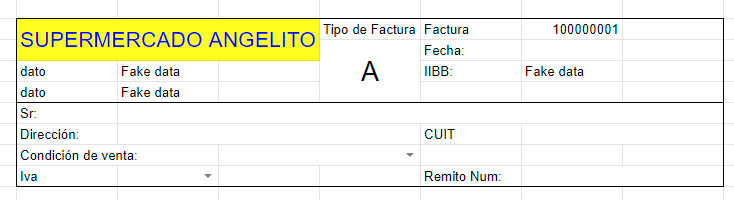 SUPERMERCADO ANGELITO
Tipo de Factura
Factura 100000001
Fecha:
A
dato Fake data
IIBB: Fake data
dato Fake data
Sr:
Dirección:
CUIT
Condición de venta:
Iva
Remito Num: